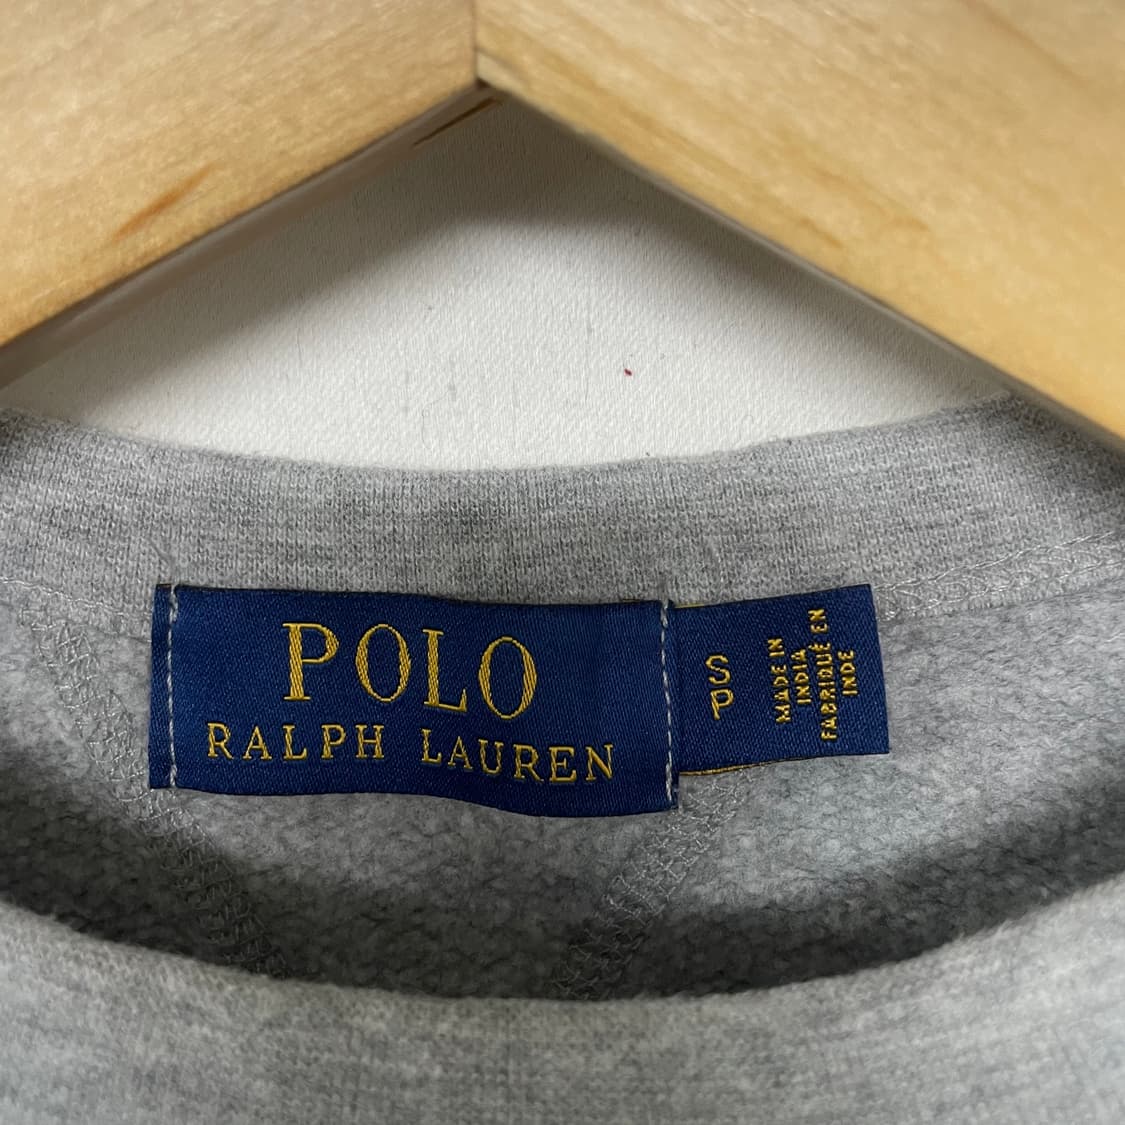 POLO
RALPH LAUREN
S
P
MADE IN
INDIA
FABRIQUÉ EN
INDE